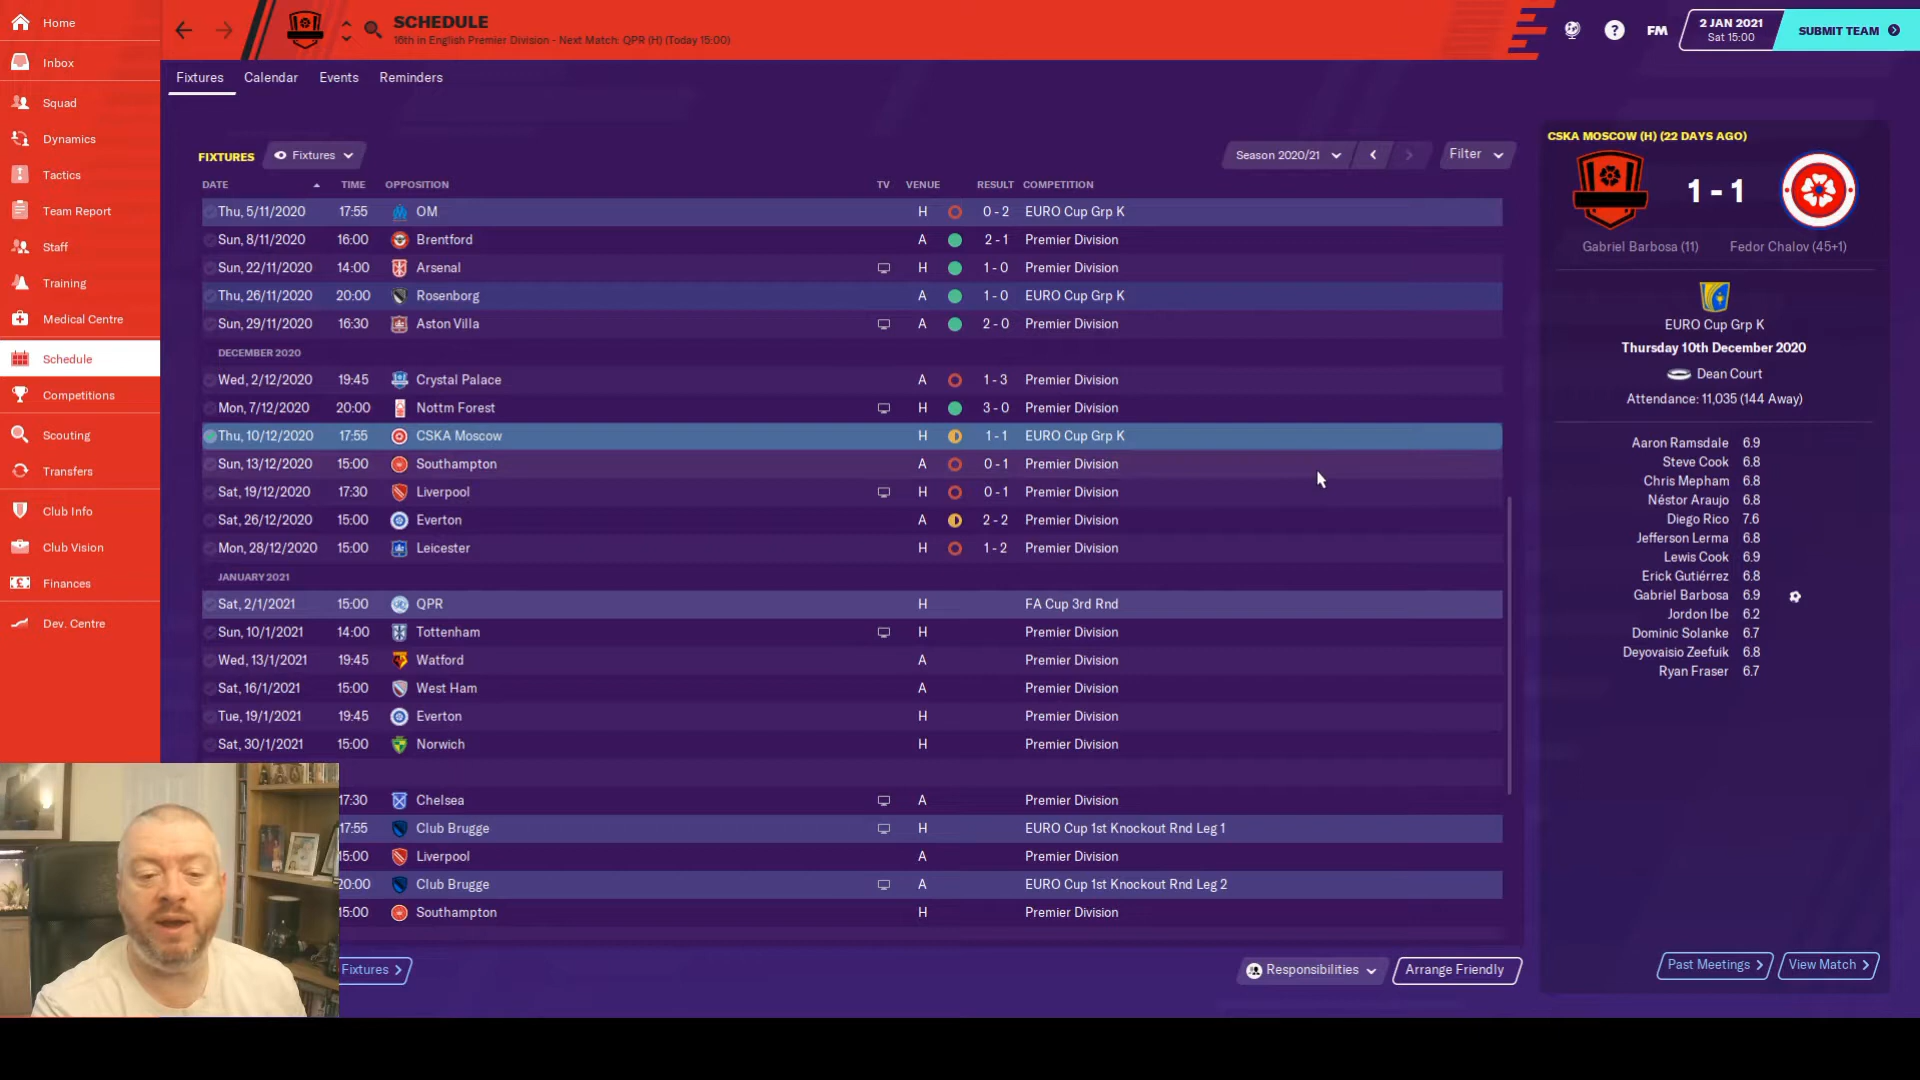 Home
Inbox
Squad
Dynamics
Tactics
Team Report
Staff
Training
Medical Centre
Schedule
Competitions
Scouting
Transfers
Club Info
Club Vision
Finances
Dev. Centre
SCHEDULE
16th in English Premier Division - Next Match: QPR (H) (Today 15:00)
? FM 2 JAN 2021 Sat 15:00 SUBMIT TEAM
Fixtures Calendar Events Reminders
FIXTURES Fixtures Season 2020/21 Filter
DATE TIME OPPOSITION TV VENUE RESULT COMPETITION
Thu, 5/11/2020 17:55 OM H 0 - 2 EURO Cup Grp K
Sun, 8/11/2020 16:00 Brentford A 2 - 1 Premier Division
Sun, 22/11/2020 14:00 Arsenal H 1 - 0 Premier Division
Thu, 26/11/2020 20:00 Rosenborg A 1 - 0 EURO Cup Grp K
Sun, 29/11/2020 16:30 Aston Villa A 2 - 0 Premier Division
DECEMBER 2020
Wed, 2/12/2020 19:45 Crystal Palace A 1 - 3 Premier Division
Mon, 7/12/2020 20:00 Nottm Forest H 3 - 0 Premier Division
Thu, 10/12/2020 17:55 CSKA Moscow H 1 - 1 EURO Cup Grp K
Sun, 13/12/2020 15:00 Southampton A 0 - 1 Premier Division
Sat, 19/12/2020 17:30 Liverpool H 0 - 1 Premier Division
Sat, 26/12/2020 15:00 Everton A 2 - 2 Premier Division
Mon, 28/12/2020 15:00 Leicester H 1 - 2 Premier Division
JANUARY 2021
Sat, 2/1/2021 15:00 QPR H FA Cup 3rd Rnd
Sun, 10/1/2021 14:00 Tottenham H Premier Division
Wed, 13/1/2021 19:45 Watford A Premier Division
Sat, 16/1/2021 15:00 West Ham A Premier Division
Tue, 19/1/2021 19:45 Everton H Premier Division
Sat, 30/1/2021 15:00 Norwich H Premier Division
17:30 Chelsea A Premier Division
17:55 Club Brugge H EURO Cup 1st Knockout Rnd Leg 1
15:00 Liverpool A Premier Division
20:00 Club Brugge A EURO Cup 1st Knockout Rnd Leg 2
15:00 Southampton H Premier Division
Fixtures Responsibilities Arrange Friendly
CSKA MOSCOW (H) (22 DAYS AGO)
1 - 1
Gabriel Barbosa (11) Fedor Chalov (45+1)
EURO Cup Grp K
Thursday 10th December 2020
Dean Court
Attendance: 11,035 (144 Away)
Aaron Ramsdale 6.9
Steve Cook 6.8
Chris Mepham 6.8
Néstor Araujo 6.8
Diego Rico 7.6
Jefferson Lerma 6.8
Lewis Cook 6.9
Erick Gutiérrez 6.8
Gabriel Barbosa 6.9
Jordon Ibe 6.2
Dominic Solanke 6.7
Deyovaisio Zeefuik 6.8
Ryan Fraser 6.7
Past Meetings View Match